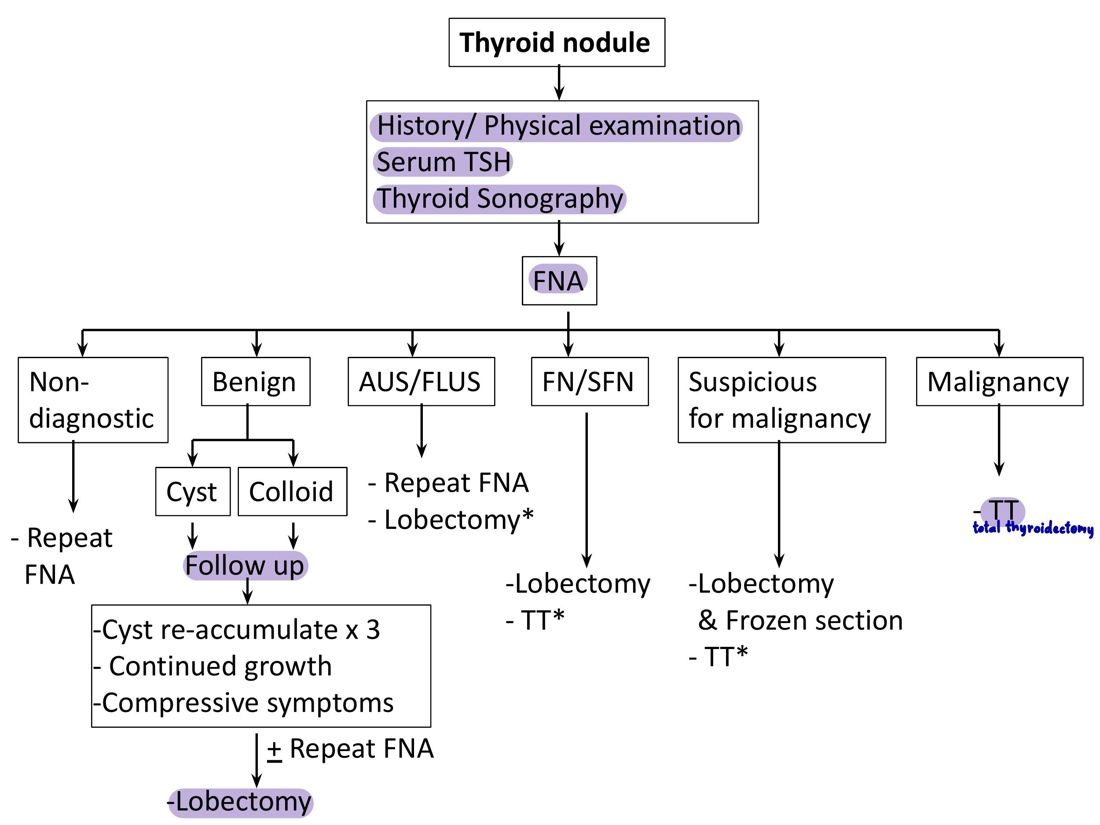 Thyroid nodule
History/ Physical examination
Serum TSH
Thyroid Sonography
FNA
Non-
diagnostic
- Repeat
FNA
Benign
Cyst
Colloid
Follow up
-Cyst re-accumulate x 3
- Continued growth
-Compressive symptoms
± Repeat FNA
-Lobectomy
AUS/FLUS
- Repeat FNA
- Lobectomy*
FN/SFN
-Lobectomy
- TT*
Suspicious
for malignancy
-Lobectomy
& Frozen section
- TT*
Malignancy
- TT
total thyroidectomy